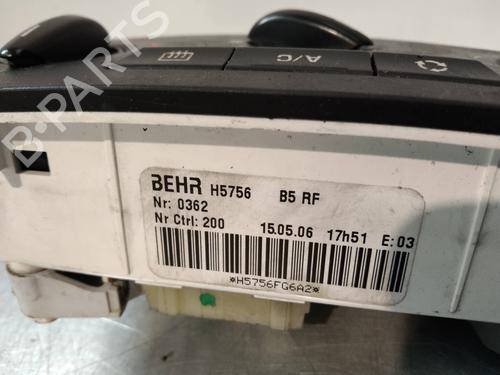 A/C
BEHR H5756 B5 RF
Nr: 0362
Nr Ctrl: 200 15.05.06 17h51 E: 03
*H5756FG6A2*
B-PARTS